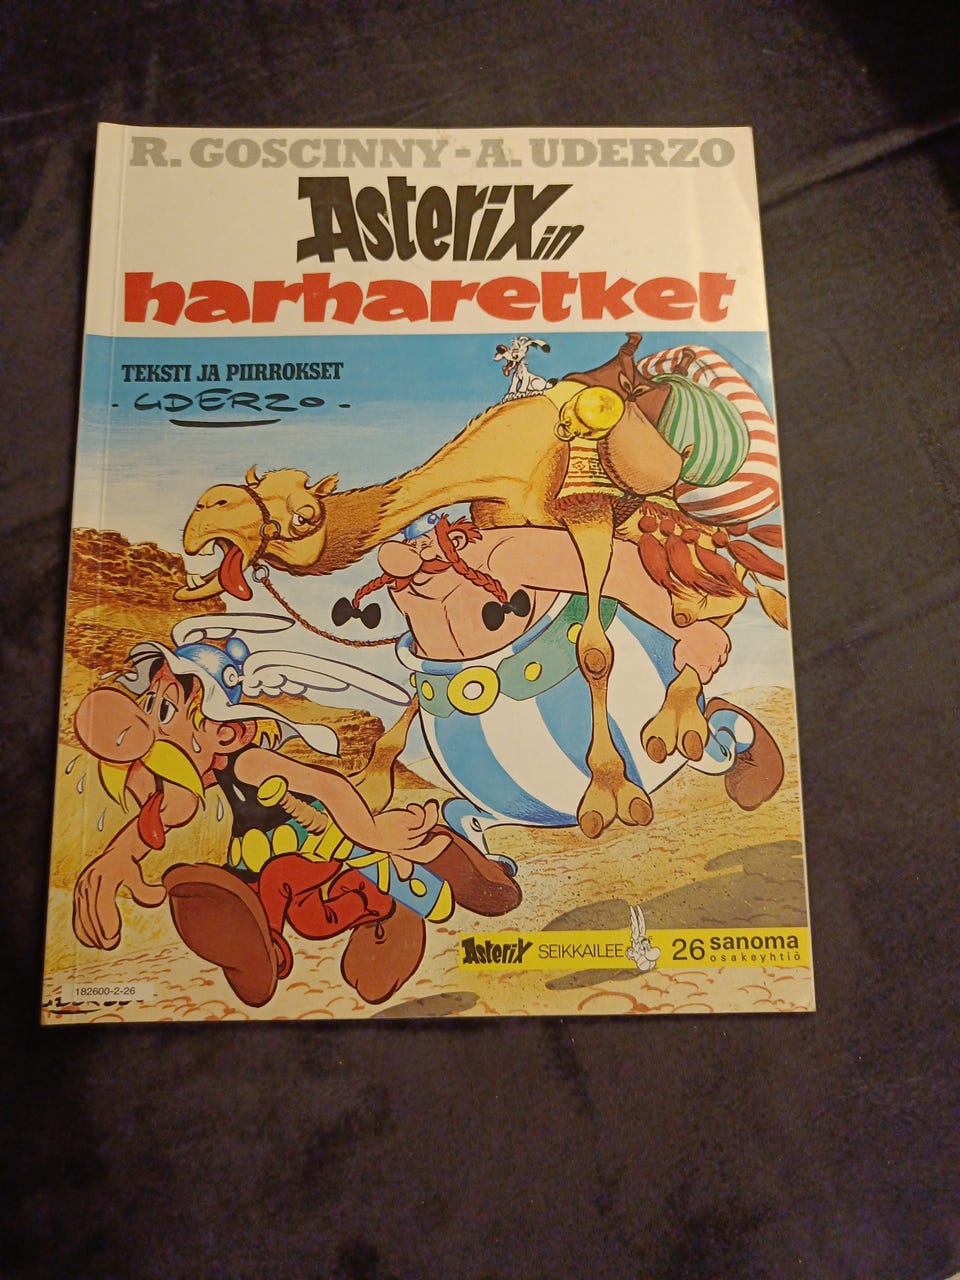 R. GOSCINNY - A. UDERZO
Asterixin
harharetket
TEKSTI JA PIIRROKSET
- UDERZO -
Asterix SEIKKAILEE 26 sanoma
osakeyhtiö
182600-2-26